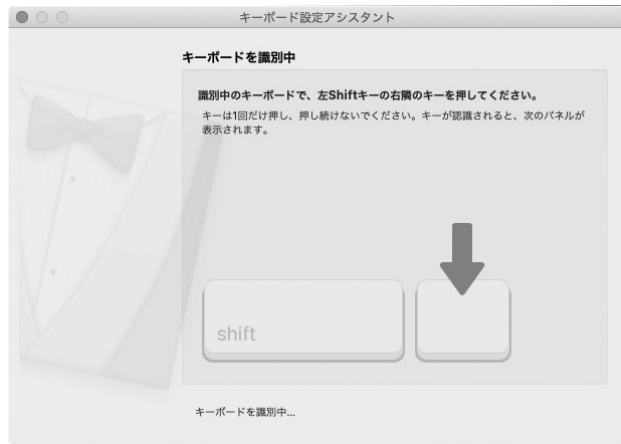 キーボード設定アシスタント
キーボードを識別中
識別中のキーボードで、左Shiftキーの右隣のキーを押してください。
キーは1回だけ押し、押し続けないでください。キーが認識されると、次のパネルが
表示されます。
shift
キーボードを識別中...